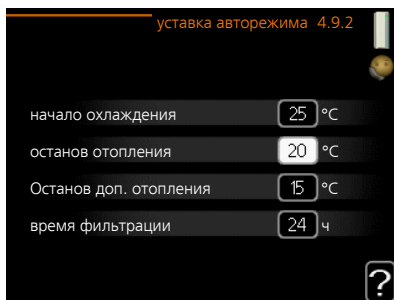 уставка авторежима 4.9.2
начало охлаждения 25 °C
останов отопления 20 °C
Останов доп. отопления 15 °C
время фильтрации 24 ч
?